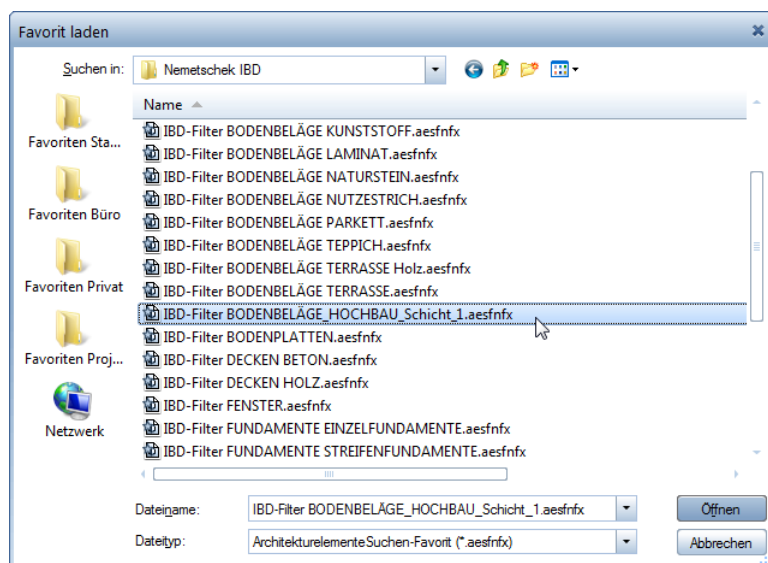 Favorit laden
Suchen in:
Nemetschek IBD
Name
Favoriten Sta...
Favoriten Büro
Favoriten Privat
Favoriten Proj...
Netzwerk
IBD-Filter BODENBELÄGE KUNSTSTOFF.aesfnfx
IBD-Filter BODENBELÄGE LAMINAT.aesfnfx
IBD-Filter BODENBELÄGE NATURSTEIN.aesfnfx
IBD-Filter BODENBELÄGE NUTZESTRICH.aesfnfx
IBD-Filter BODENBELÄGE PARKETT.aesfnfx
IBD-Filter BODENBELÄGE TEPPICH.aesfnfx
IBD-Filter BODENBELÄGE TERRASSE Holz.aesfnfx
IBD-Filter BODENBELÄGE TERRASSE.aesfnfx
IBD-Filter BODENBELÄGE_HOCHBAU_Schicht_1.aesfnfx
IBD-Filter BODENPLATTEN.aesfnfx
IBD-Filter DECKEN BETON.aesfnfx
IBD-Filter DECKEN HOLZ.aesfnfx
IBD-Filter FENSTER.aesfnfx
IBD-Filter FUNDAMENTE EINZELFUNDAMENTE.aesfnfx
IBD-Filter FUNDAMENTE STREIFENFUNDAMENTE.aesfnfx
Dateiname:
IBD-Filter BODENBELÄGE_HOCHBAU_Schicht_1.aesfnfx
Öffnen
Dateityp:
ArchitekturelementeSuchen-Favorit (*.aesfnfx)
Abbrechen